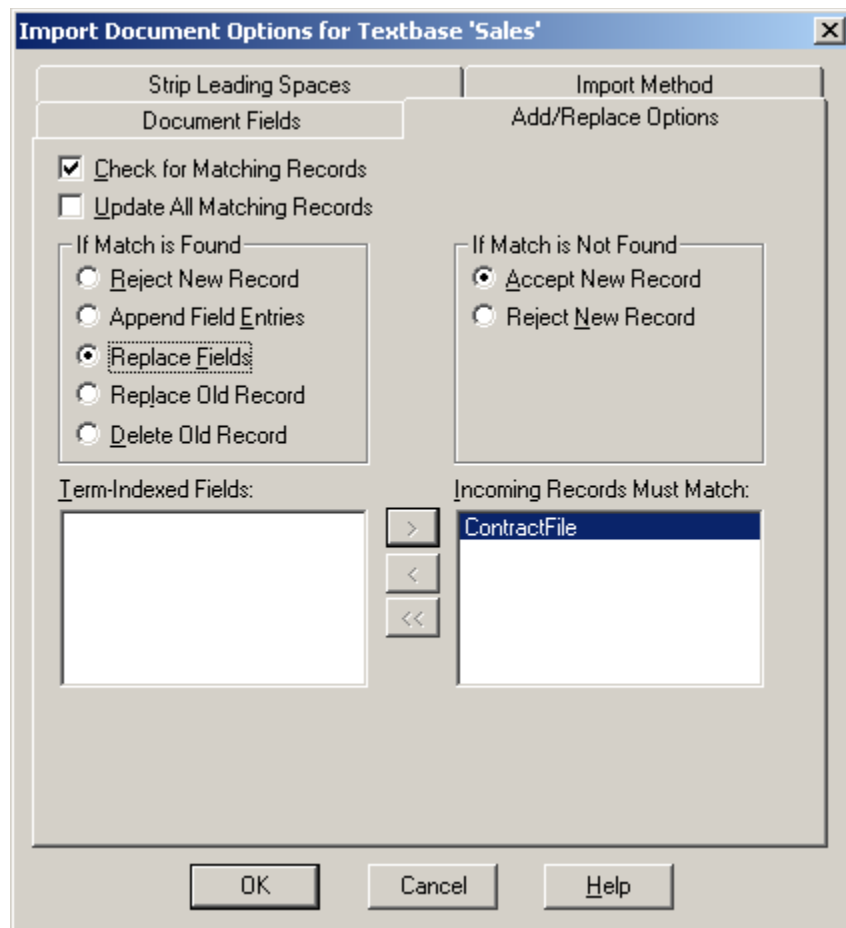 Import Document Options for Textbase 'Sales'
Strip Leading Spaces
Import Method
Document Fields
Add/Replace Options
Check for Matching Records
Update All Matching Records
If Match is Found
Reject New Record
Append Field Entries
Replace Fields
Replace Old Record
Delete Old Record
If Match is Not Found
Accept New Record
Reject New Record
Term-Indexed Fields:
>
<
<<
Incoming Records Must Match:
ContractFile
OK
Cancel
Help